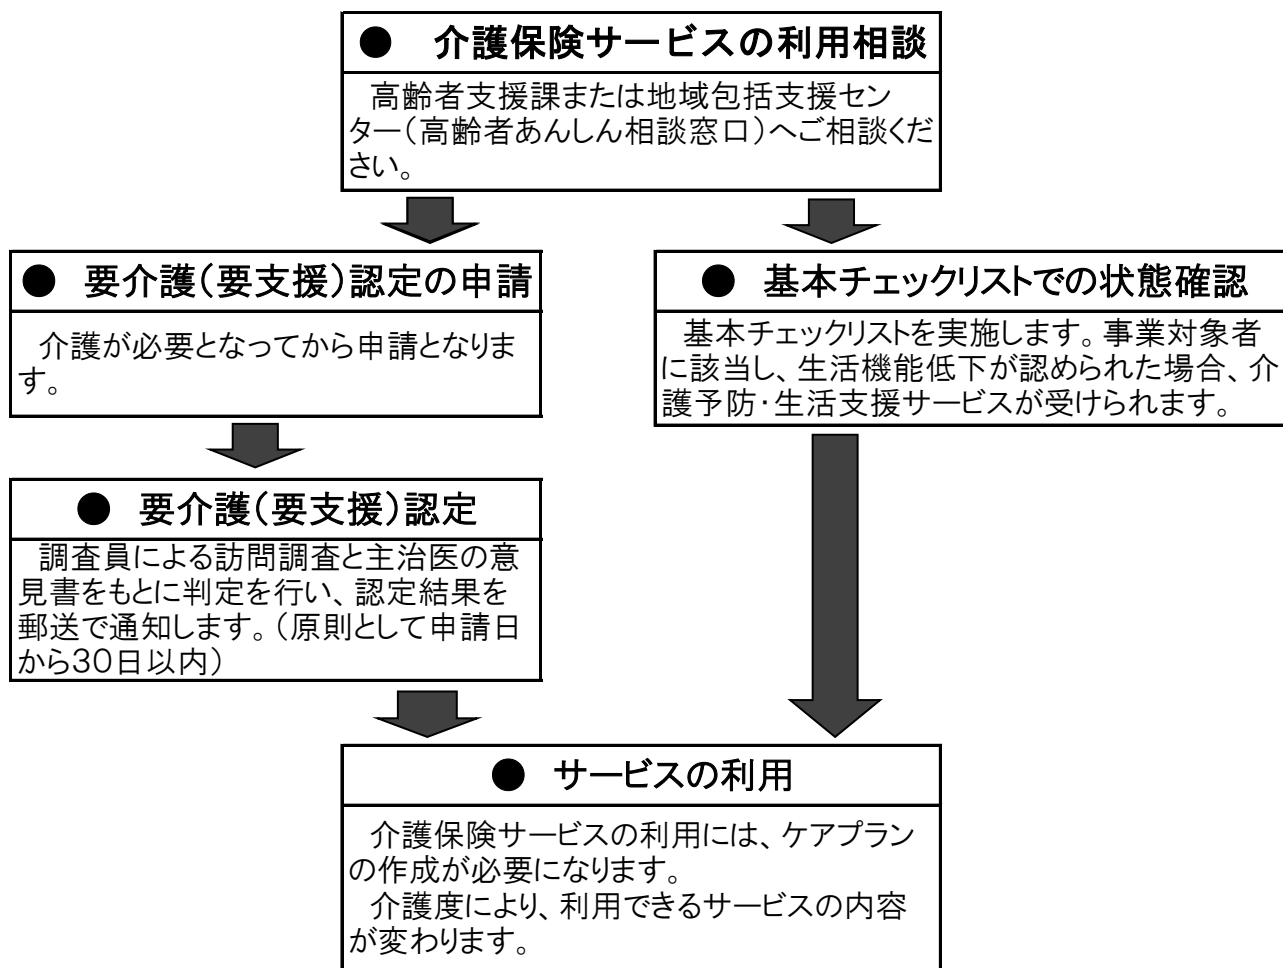 ● 介護保険サービスの利用相談
高齢者支援課または地域包括支援セン
ター（高齢者あんしん相談窓口）へご相談くだ
さい。
● 要介護（要支援）認定の申請
介護が必要となってから申請となりま
す。
● 基本チェックリストでの状態確認
基本チェックリストを実施します。事業対象者
に該当し、生活機能低下が認められた場合、介
護予防・生活支援サービスが受けられます。
● 要介護（要支援）認定
調査員による訪問調査と主治医の意
見書をもとに判定を行い、認定結果を
郵送で通知します。（原則として申請日
から30日以内）
● サービスの利用
介護保険サービスの利用には、ケアプラン
の作成が必要になります。
介護度により、利用できるサービスの内容
が変わります。